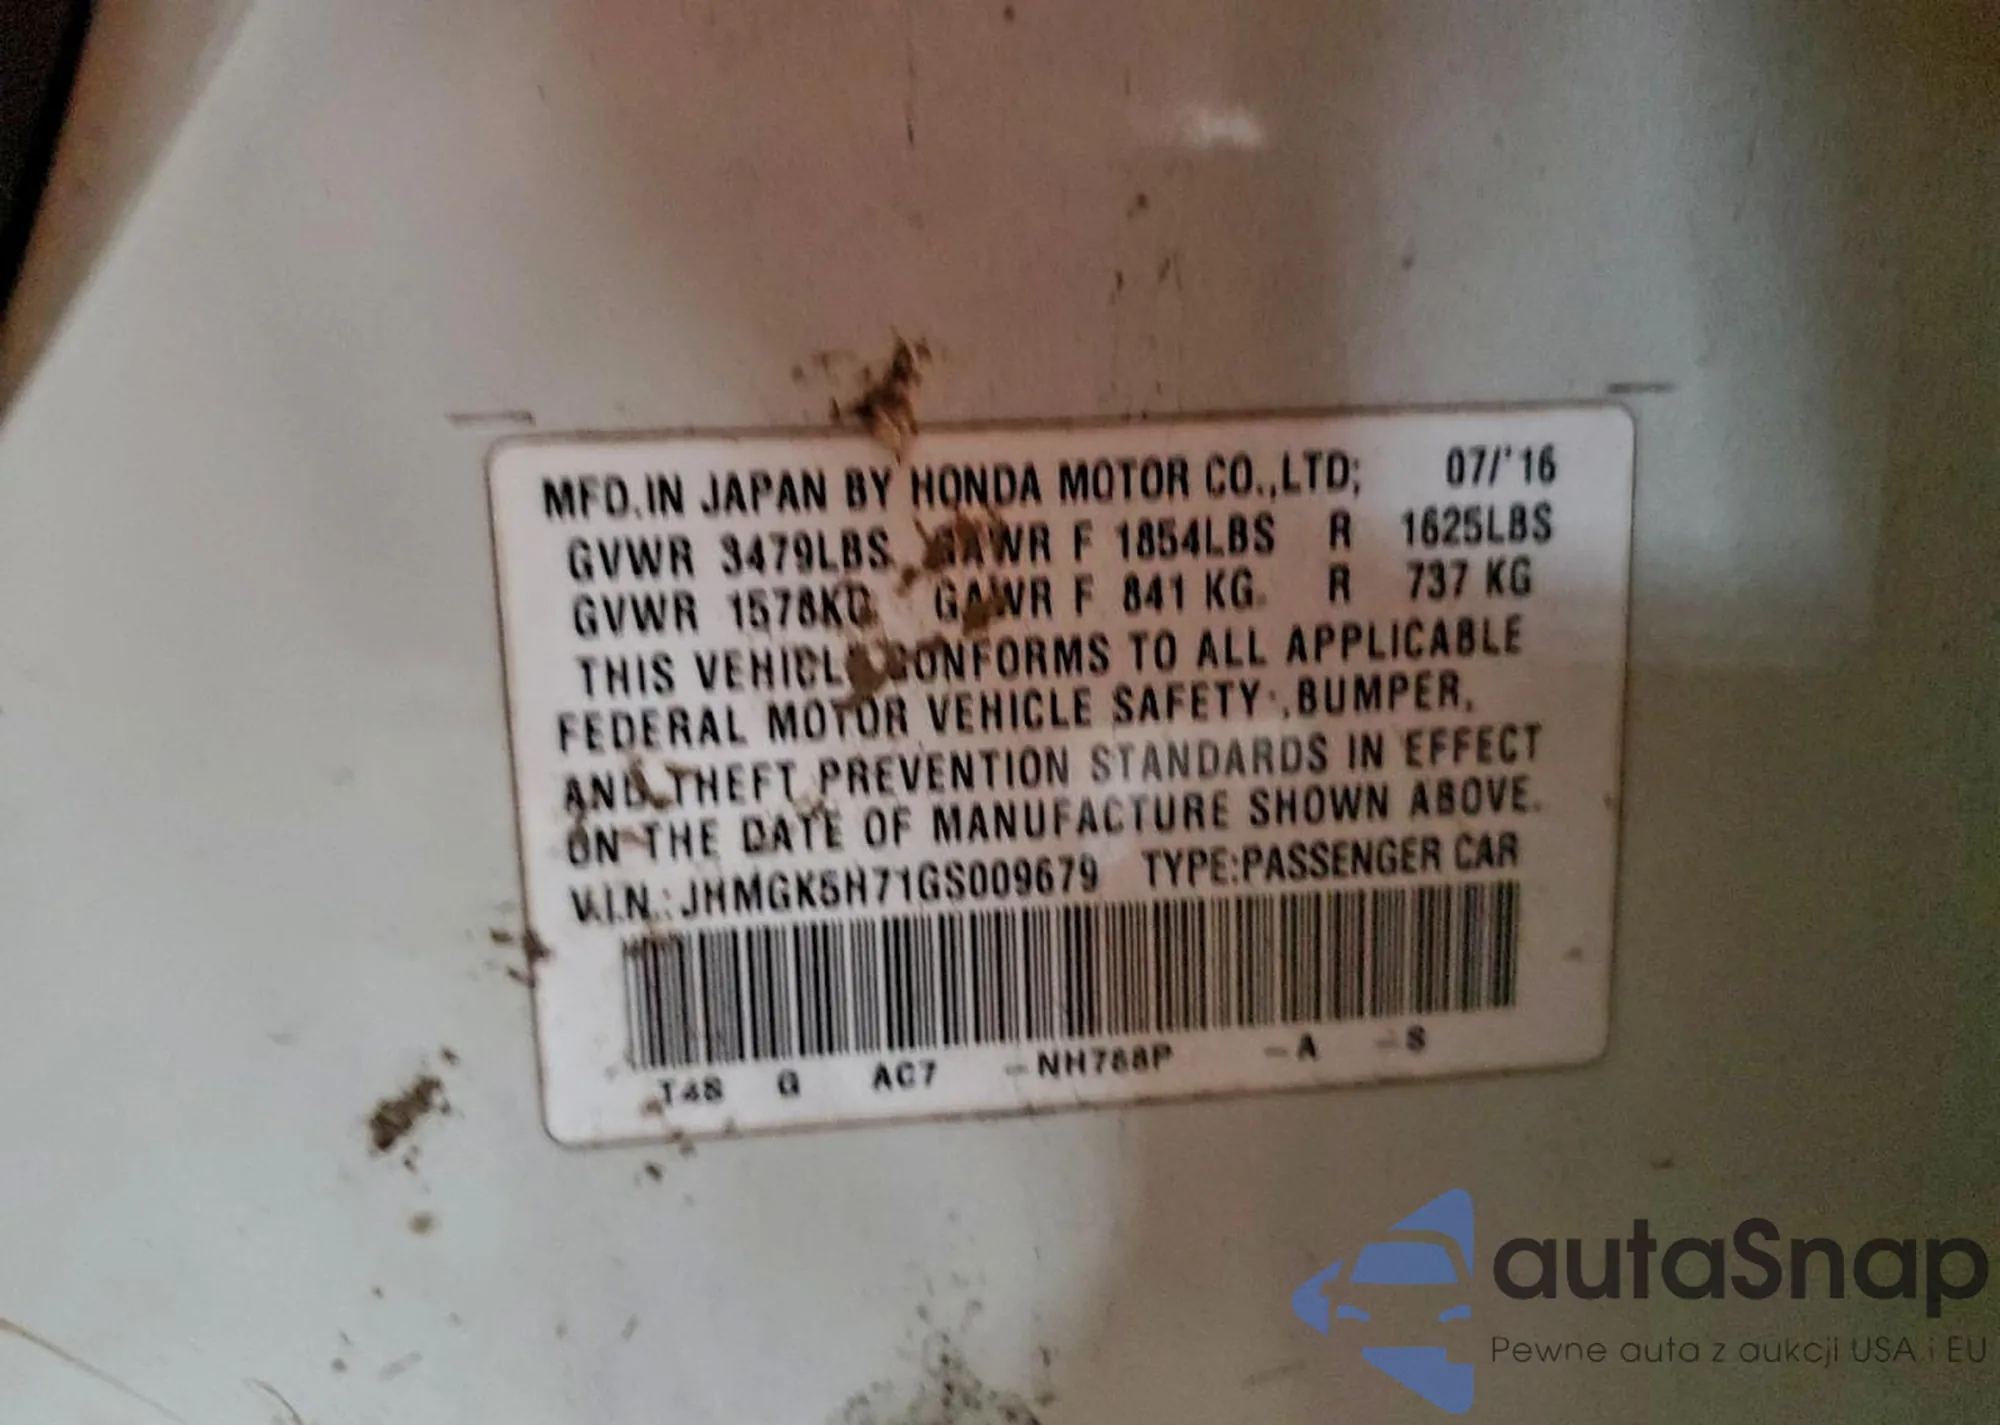 MFD.IN JAPAN BY HONDA MOTOR CO.,LTD; 07/'16
GVWR 3479LBS GAWR F 1854LBS R 1625LBS
GVWR 1578KG GAWR F 841 KG R 737 KG
THIS VEHICLE CONFORMS TO ALL APPLICABLE
FEDERAL MOTOR VEHICLE SAFETY, BUMPER,
AND THEFT PREVENTION STANDARDS IN EFFECT
ON THE DATE OF MANUFACTURE SHOWN ABOVE.
V.I.N.: JHMGK5H71GS009679 TYPE:PASSENGER CAR
T4S G AC7 -NH788P -A -S
autaSnap
Pewne auta z aukcji USA i EU